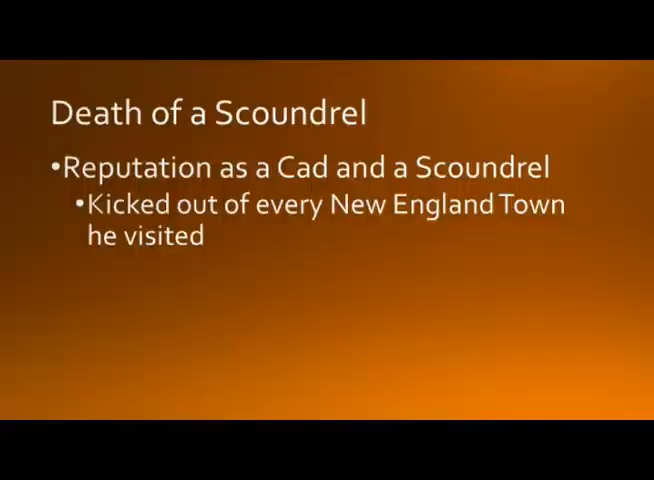 Death of a Scoundrel
•Reputation as a Cad and a Scoundrel
•Kicked out of every New England Town
he visited